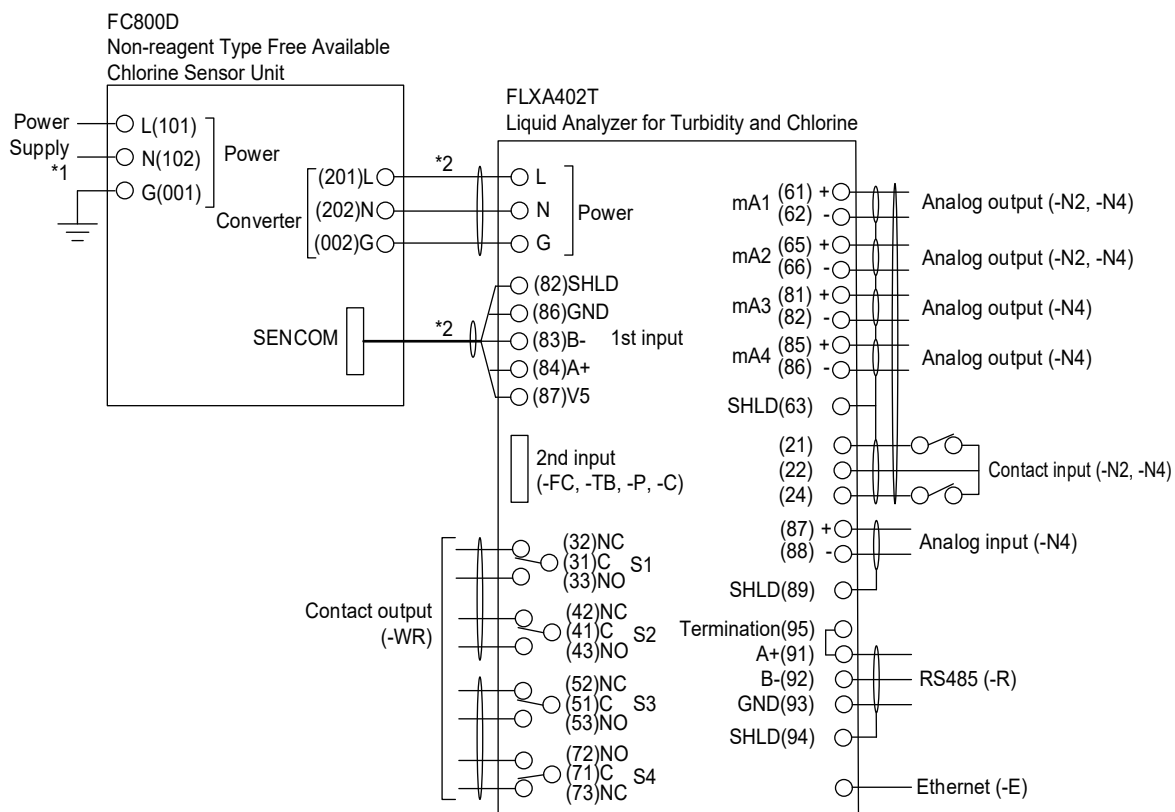 FC800D
Non-reagent Type Free Available
Chlorine Sensor Unit
Power
Supply
*1
L(101)
N(102)
G(001)
Power
Converter
(201)L
(202)N
(002)G
*2
SENCOM
*2
FLXA402T
Liquid Analyzer for Turbidity and Chlorine
L
N
G
Power
(82)SHLD
(86)GND
(83)B-
(84)A+
(87)V5
1st input
2nd input
(-FC, -TB, -P, -C)
Contact output
(-WR)
(32)NC
(31)C
(33)NO
S1
(42)NC
(41)C
(43)NO
S2
(52)NC
(51)C
(53)NO
S3
(72)NO
(71)C
(73)NC
S4
mA1
(61) +
(62) -
Analog output (-N2, -N4)
mA2
(65) +
(66) -
Analog output (-N2, -N4)
mA3
(81) +
(82) -
Analog output (-N4)
mA4
(85) +
(86) -
Analog output (-N4)
SHLD(63)
(21)
(22)
(24)
Contact input (-N2, -N4)
(87) +
(88) -
Analog input (-N4)
SHLD(89)
Termination(95)
A+(91)
B-(92)
GND(93)
SHLD(94)
RS485 (-R)
Ethernet (-E)